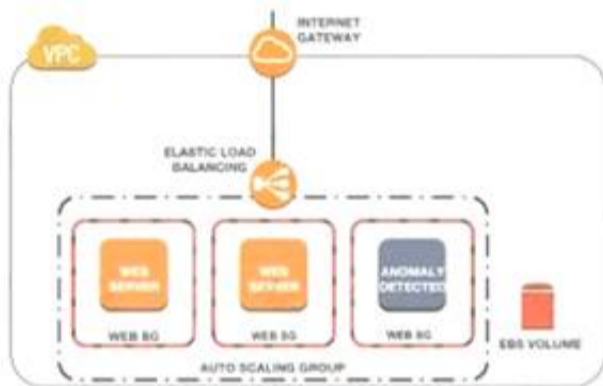 INTERNET
GATEWAY
VPC
ELASTIC LOAD
BALANCING
WEB
SERVER
WEB
SERVER
ANOMALY
DETECTED
WEB SG
WEB SG
WEB SG
EBS VOLUME
AUTO SCALING GROUP